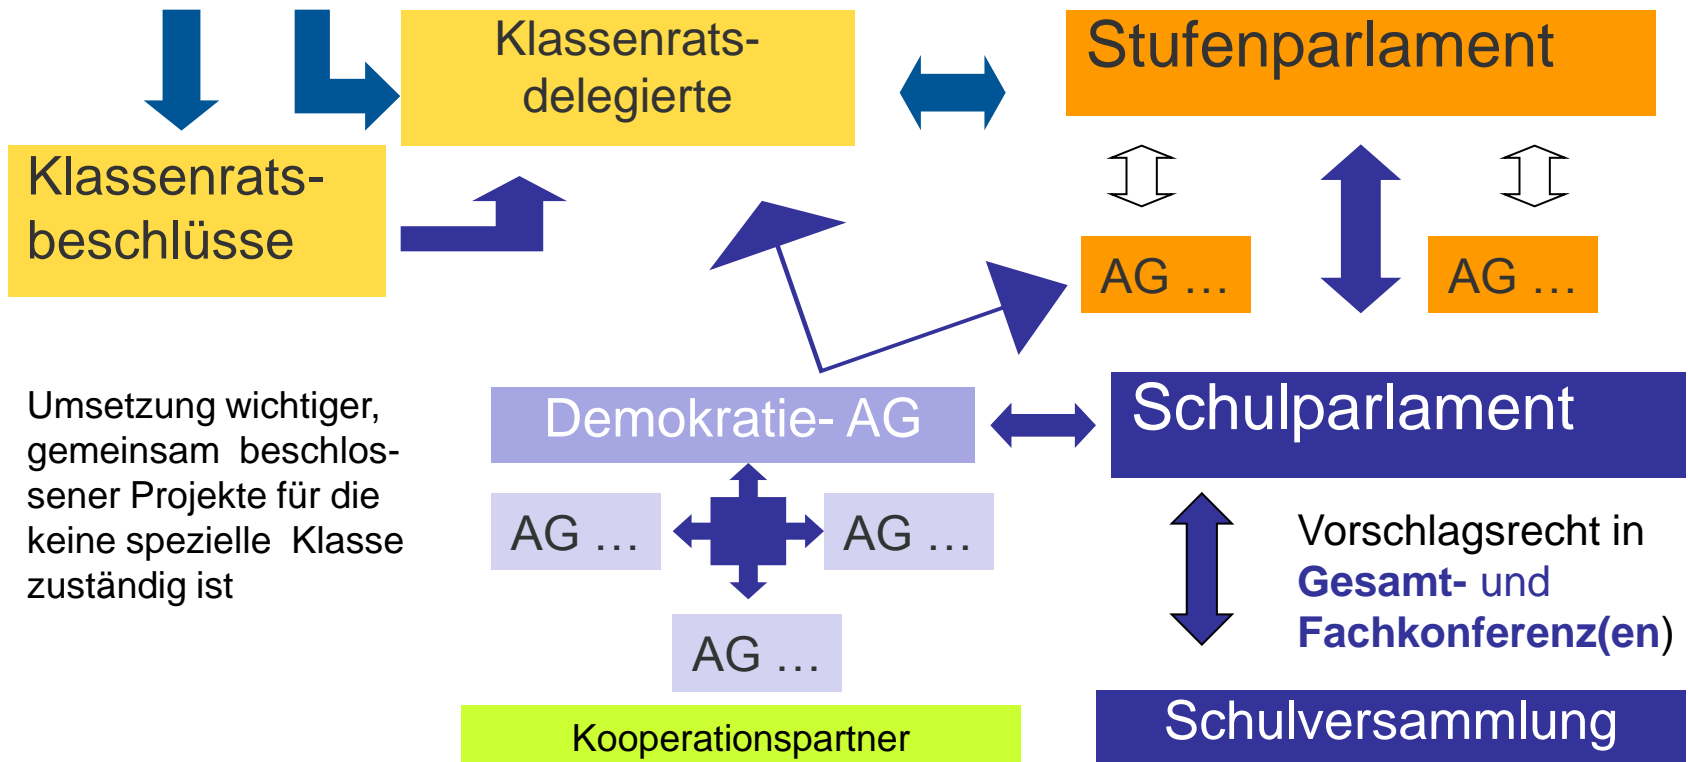 Klassenrats-
delegierte
Stufenparlament
Klassenrats-
beschlüsse
AG …
AG …
Umsetzung wichtiger,
gemeinsam  beschlos-
sener Projekte für die
keine spezielle  Klasse
zuständig ist
Demokratie- AG
Schulparlament
AG …
AG …
AG …
Vorschlagsrecht in
Gesamt- und
Fachkonferenz(en)
Kooperationspartner
Schulversammlung